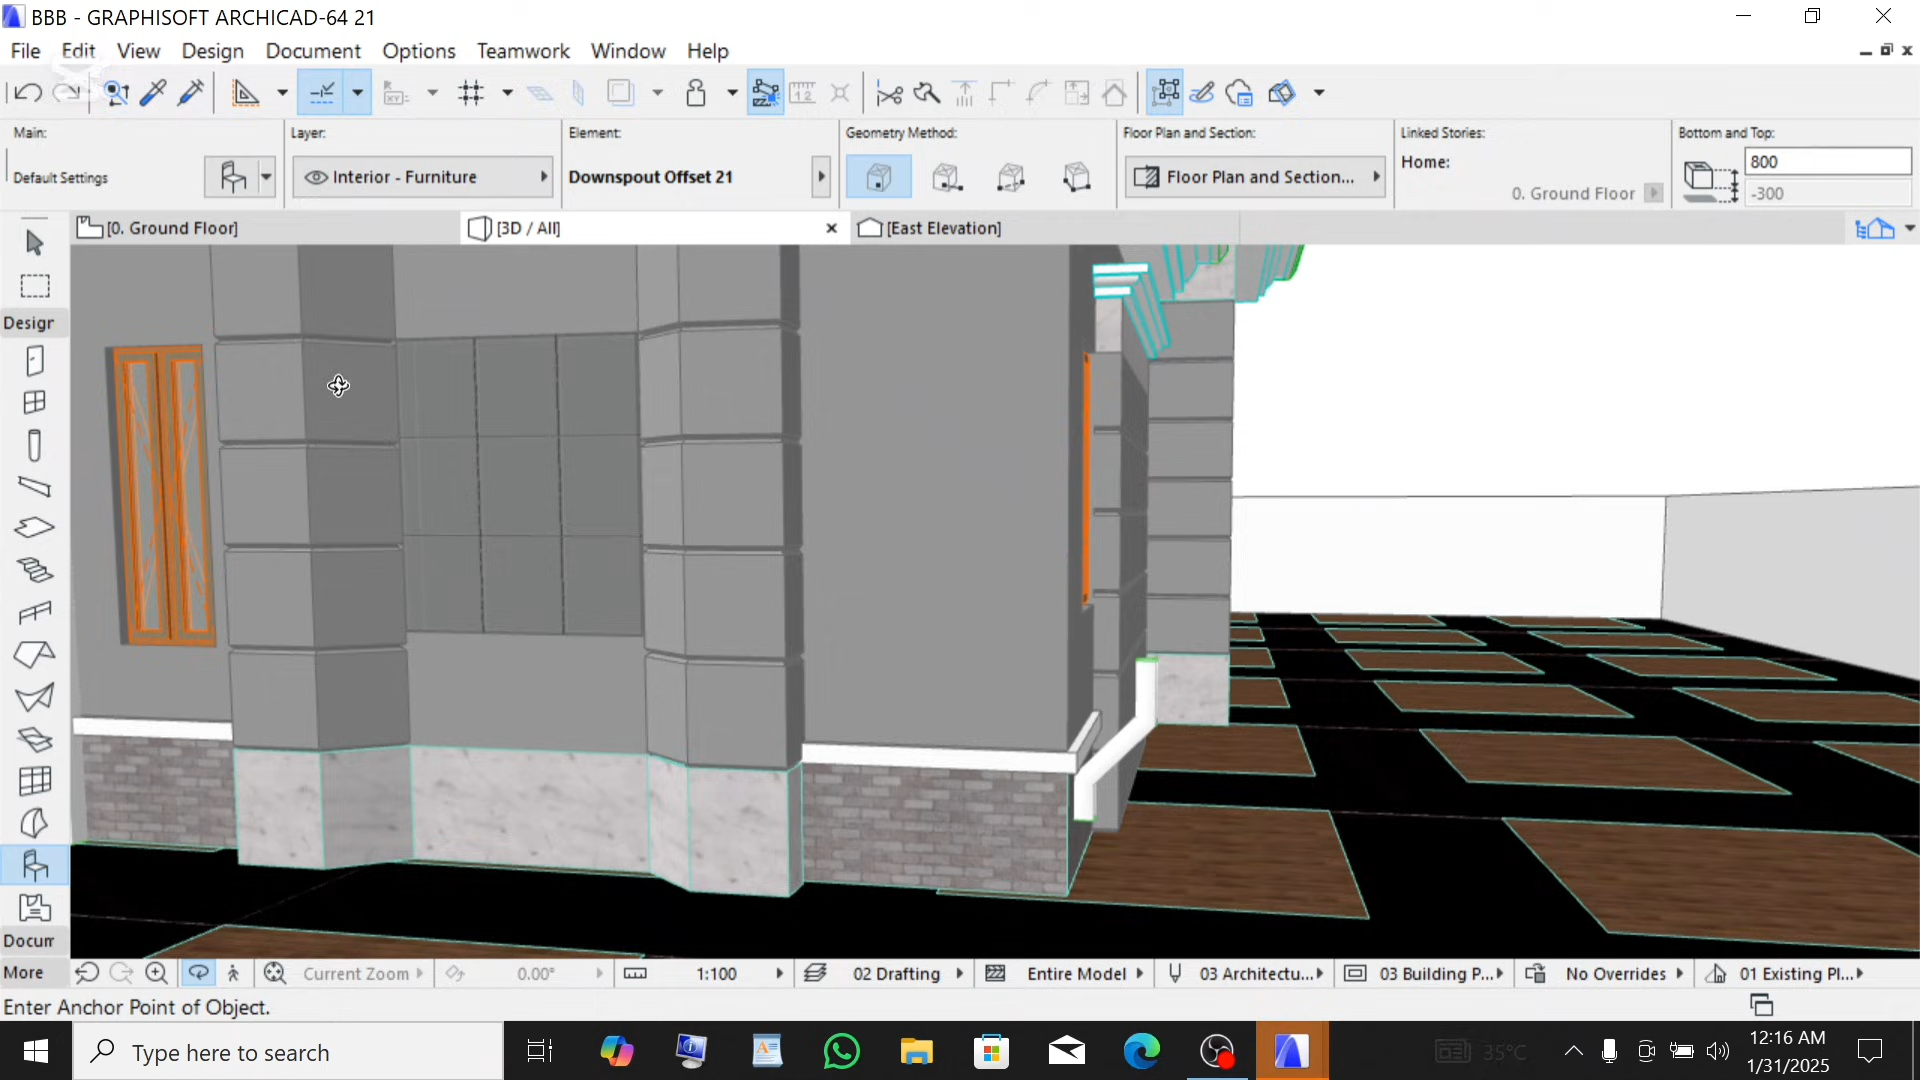 BBB - GRAPHISOFT ARCHICAD-64 21
File Edit View Design Document Options Teamwork Window Help
Main: Layer: Element: Geometry Method: Floor Plan and Section: Linked Stories: Bottom and Top:
Default Settings Interior - Furniture Downspout Offset 21 Floor Plan and Section... Home: 800
0. Ground Floor -300
[0. Ground Floor] [3D / All] [East Elevation]
Design
Docum
More Current Zoom 0.00° 1:100 02 Drafting Entire Model 03 Architectu... 03 Building P... No Overrides 01 Existing Pl...
Enter Anchor Point of Object.
Type here to search 35°C 12:16 AM
1/31/2025